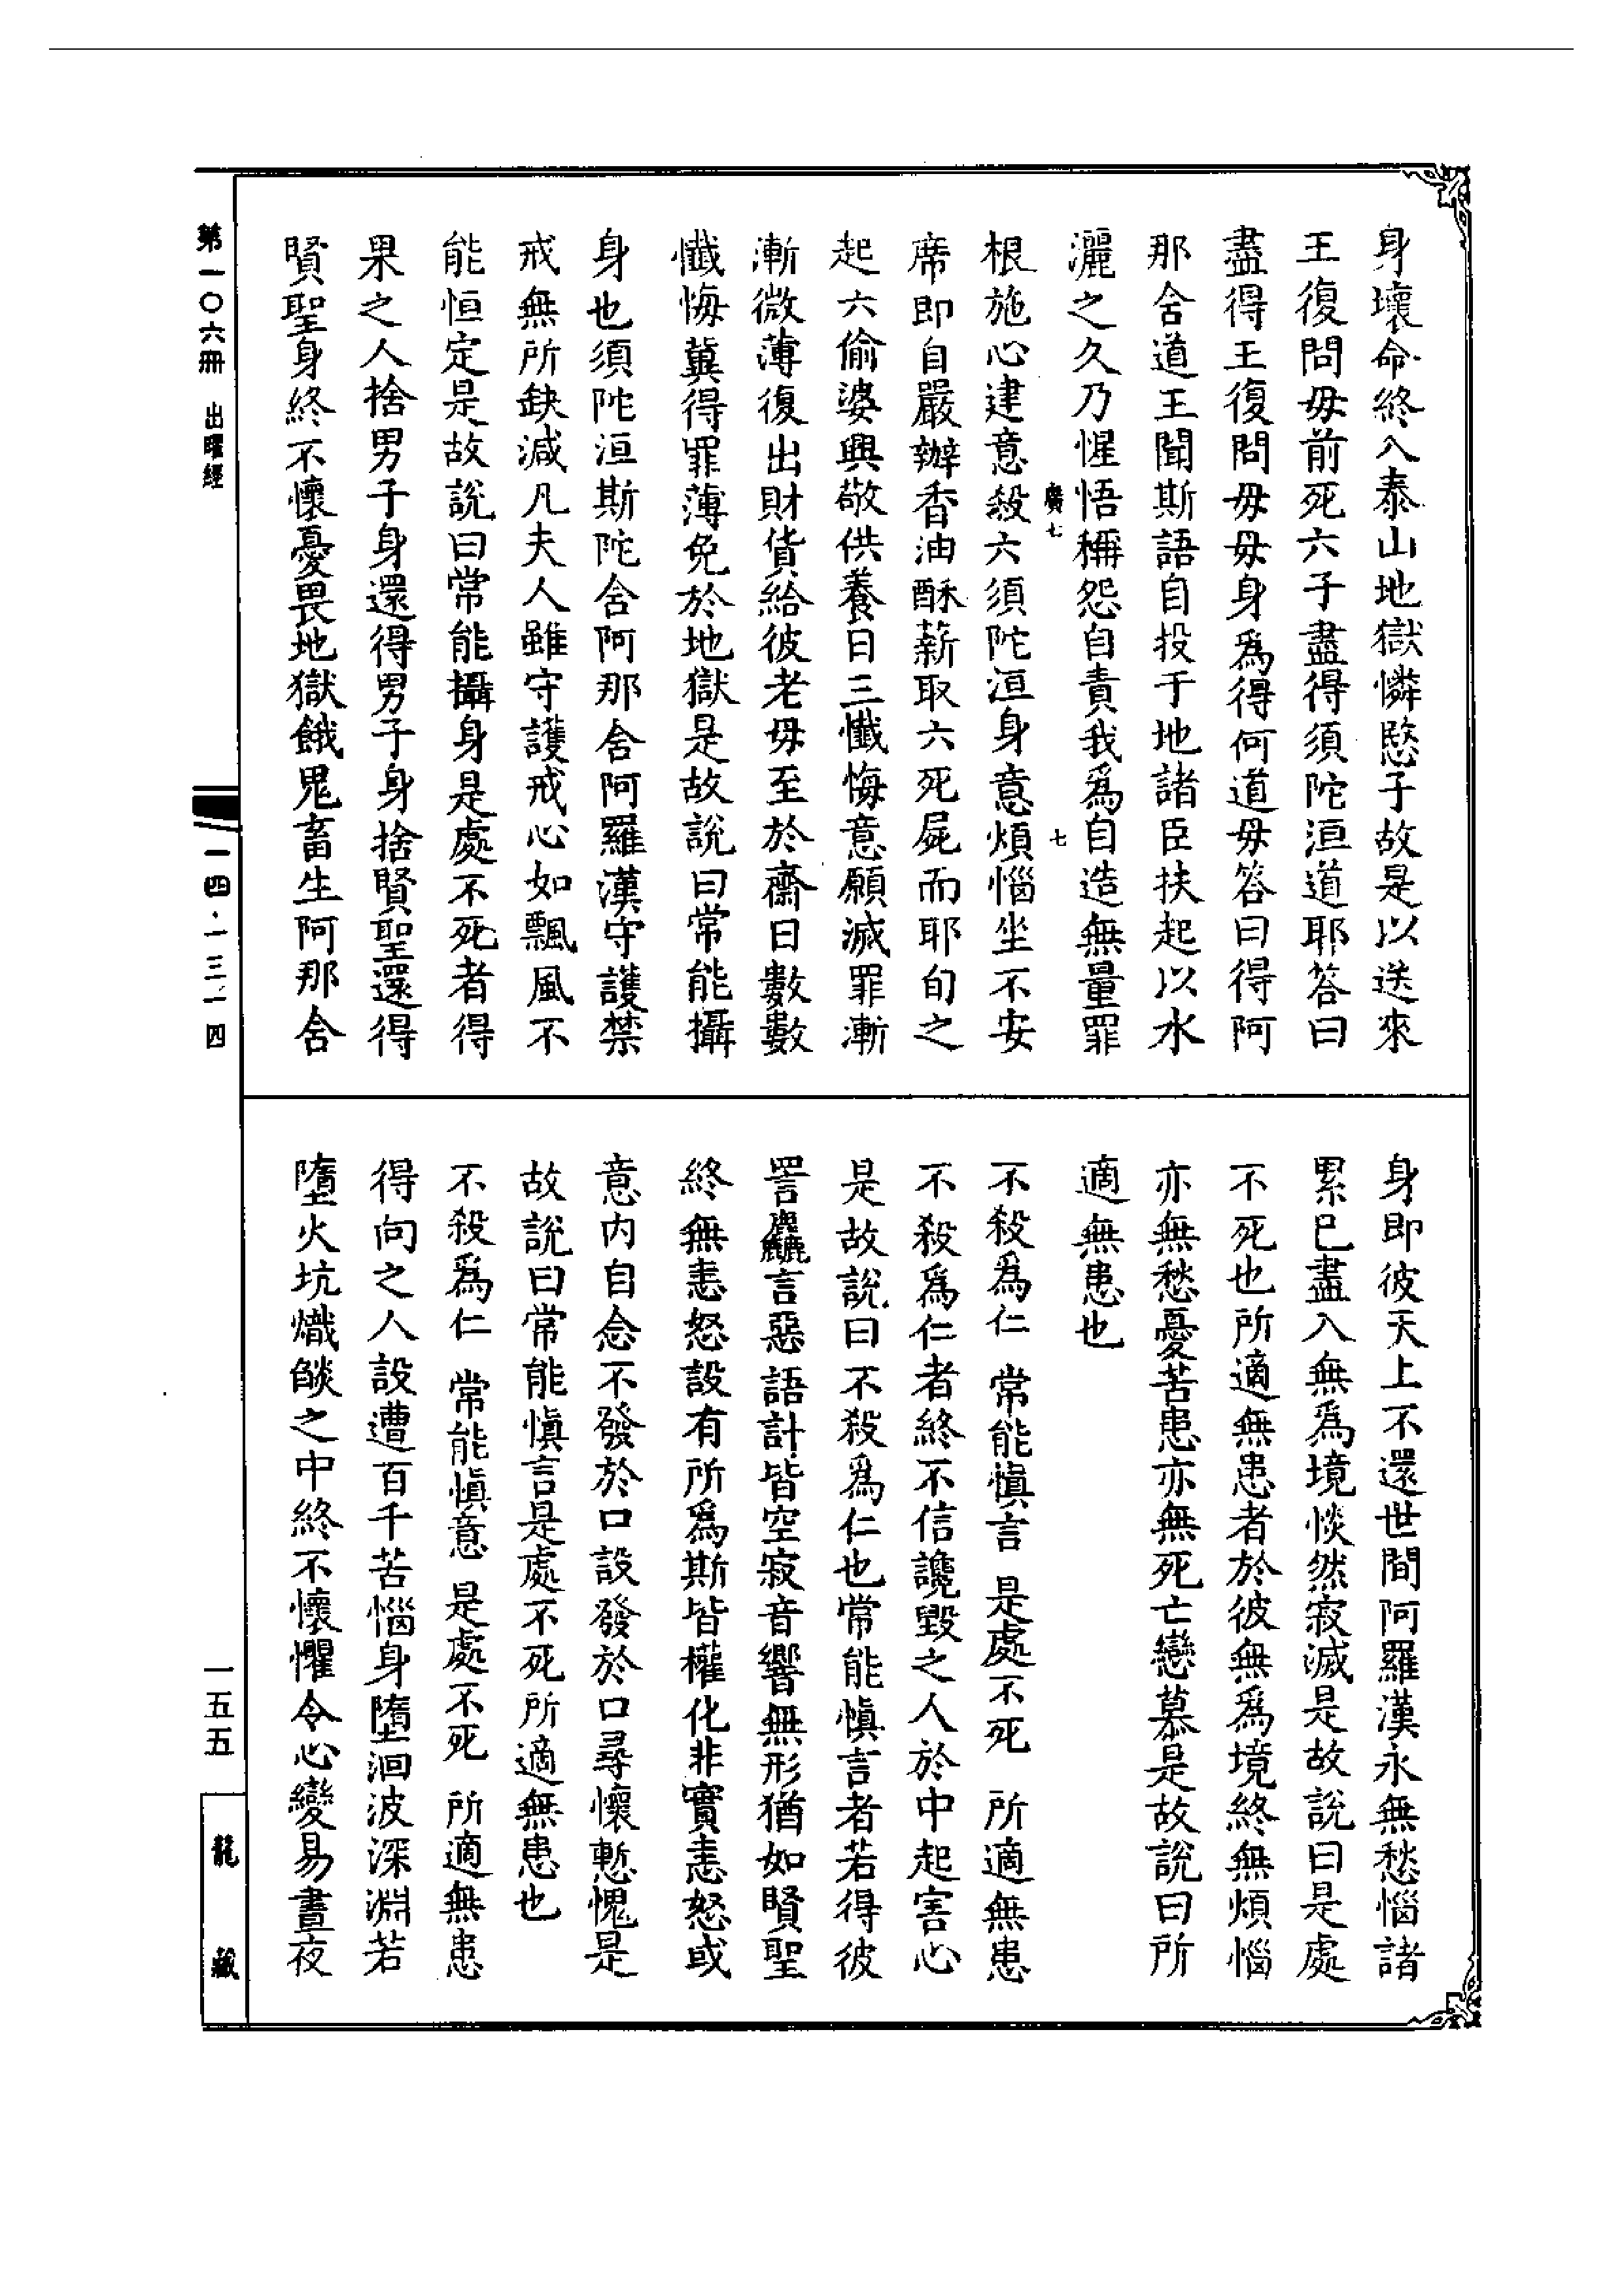 身壞命終入泰山地獄憐愍子故是以送來
王復問毋前死六子盡得須陀洹道耶答曰
盡得王復問毋毋身爲得何道毋答曰得阿
那含道王聞斯語自投于地諸臣扶起以水
灑之久乃惺悟稱怨自責我爲自造無量罪
根施心建意殺六須陀洹身意煩惱坐不安
席即自嚴辦香油酥薪取六死屍而耶旬之
起六偷婆興敬供養日三懺悔意願滅罪漸
漸微薄復出財貨給彼老毋至於齋日數數
懺悔冀得罪薄免於地獄是故說曰常能攝
身也須陀洹斯陀含阿那含阿羅漢守護禁
戒無所缺減凡夫人雖守護戒心如飄風不
能恒定是故說曰常能攝身是處不死者得
果之人捨男子身還得男子身捨賢聖還得
賢聖身終不懷憂畏地獄餓鬼畜生阿那含
身即彼天上不還世間阿羅漢永無愁惱諸
累已盡入無爲境惔然寂滅是故說曰是處
不死也所適無患者於彼無爲境終無煩惱
亦無愁憂苦患亦無死亡戀慕是故說曰所
適無患也
不殺爲仁 常能愼言 是處不死 所適無患
不殺爲仁者終不信讒毀之人於中起害心
是故說曰不殺爲仁也常能愼言者若得彼
詈麤言惡語計皆空寂音響無形猶如賢聖
終無恚怒設有所爲斯皆權化非實恚怒或
意内自念不發於口設發於口尋懷慙愧是
故說曰常能愼言是處不死所適無患也
不殺爲仁 常能愼意 是處不死 所適無患
得向之人設遭百千苦惱身墮洄波深淵若
墮火坑熾燄之中終不懷懼令心變易晝夜
第一〇六冊 出曜經
一四·一三一四
一五五
龍藏
七